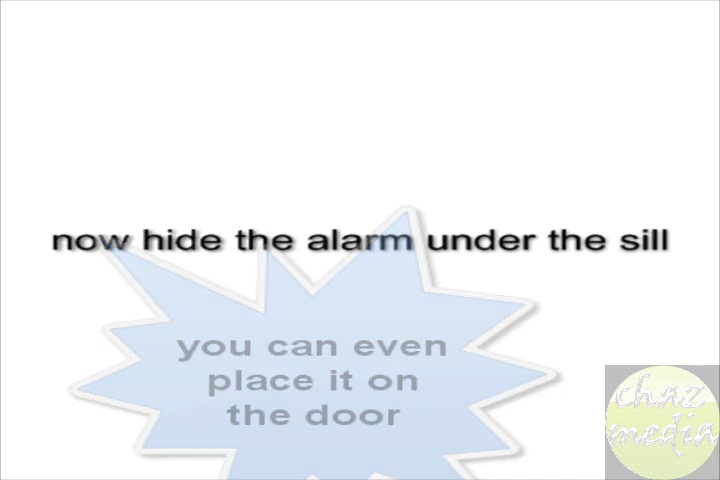 now hide the alarm under the sill
you can even
place it on
the door
chaz
media